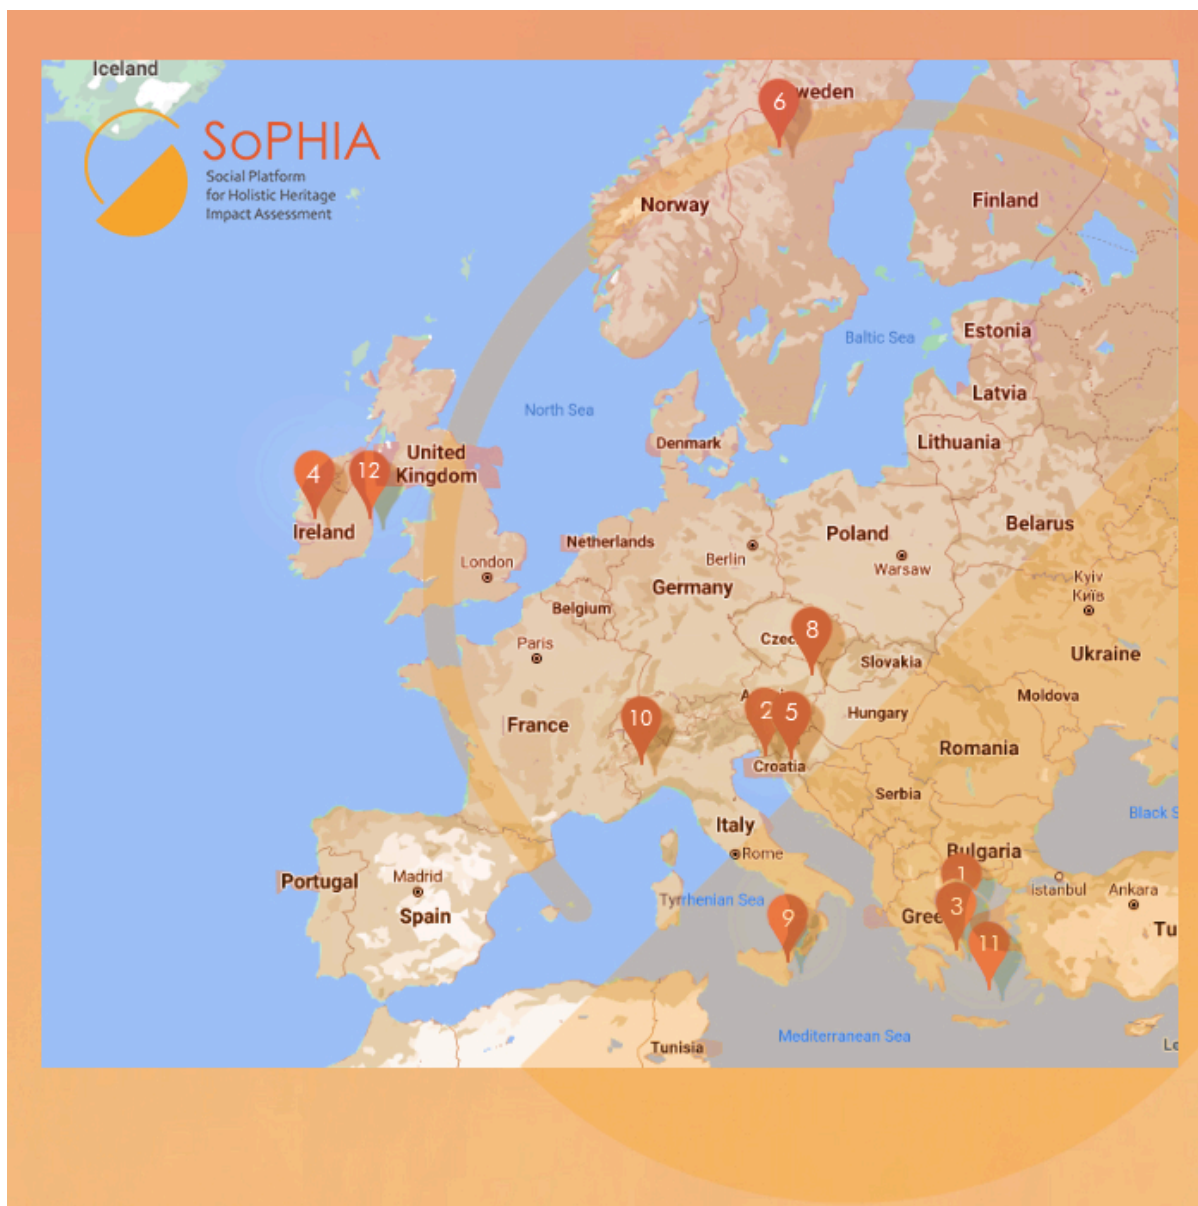 Iceland
SoPHIA
Social Platform
for Holistic Heritage
Impact Assessment
6
weden
Norway
Finland
Baltic Sea
Estonia
Latvia
North Sea
Denmark
Lithuania
United
Kingdom
4
12
Ireland
Belarus
Netherlands
Poland
London
Berlin
Warsaw
Germany
Kyiv
Київ
Belgium
8
Czec
Paris
Slovakia
Ukraine
Moldova
2
5
10
Hungary
France
Romania
Croatia
Serbia
Black S
Italy
Rome
Bulgaria
1
Portugal
Madrid
Istanbul
Ankara
Spain
Tyrrhenian Sea
3
Gree
9
11
Tu
Mediterranean Sea
Tunisia
Le